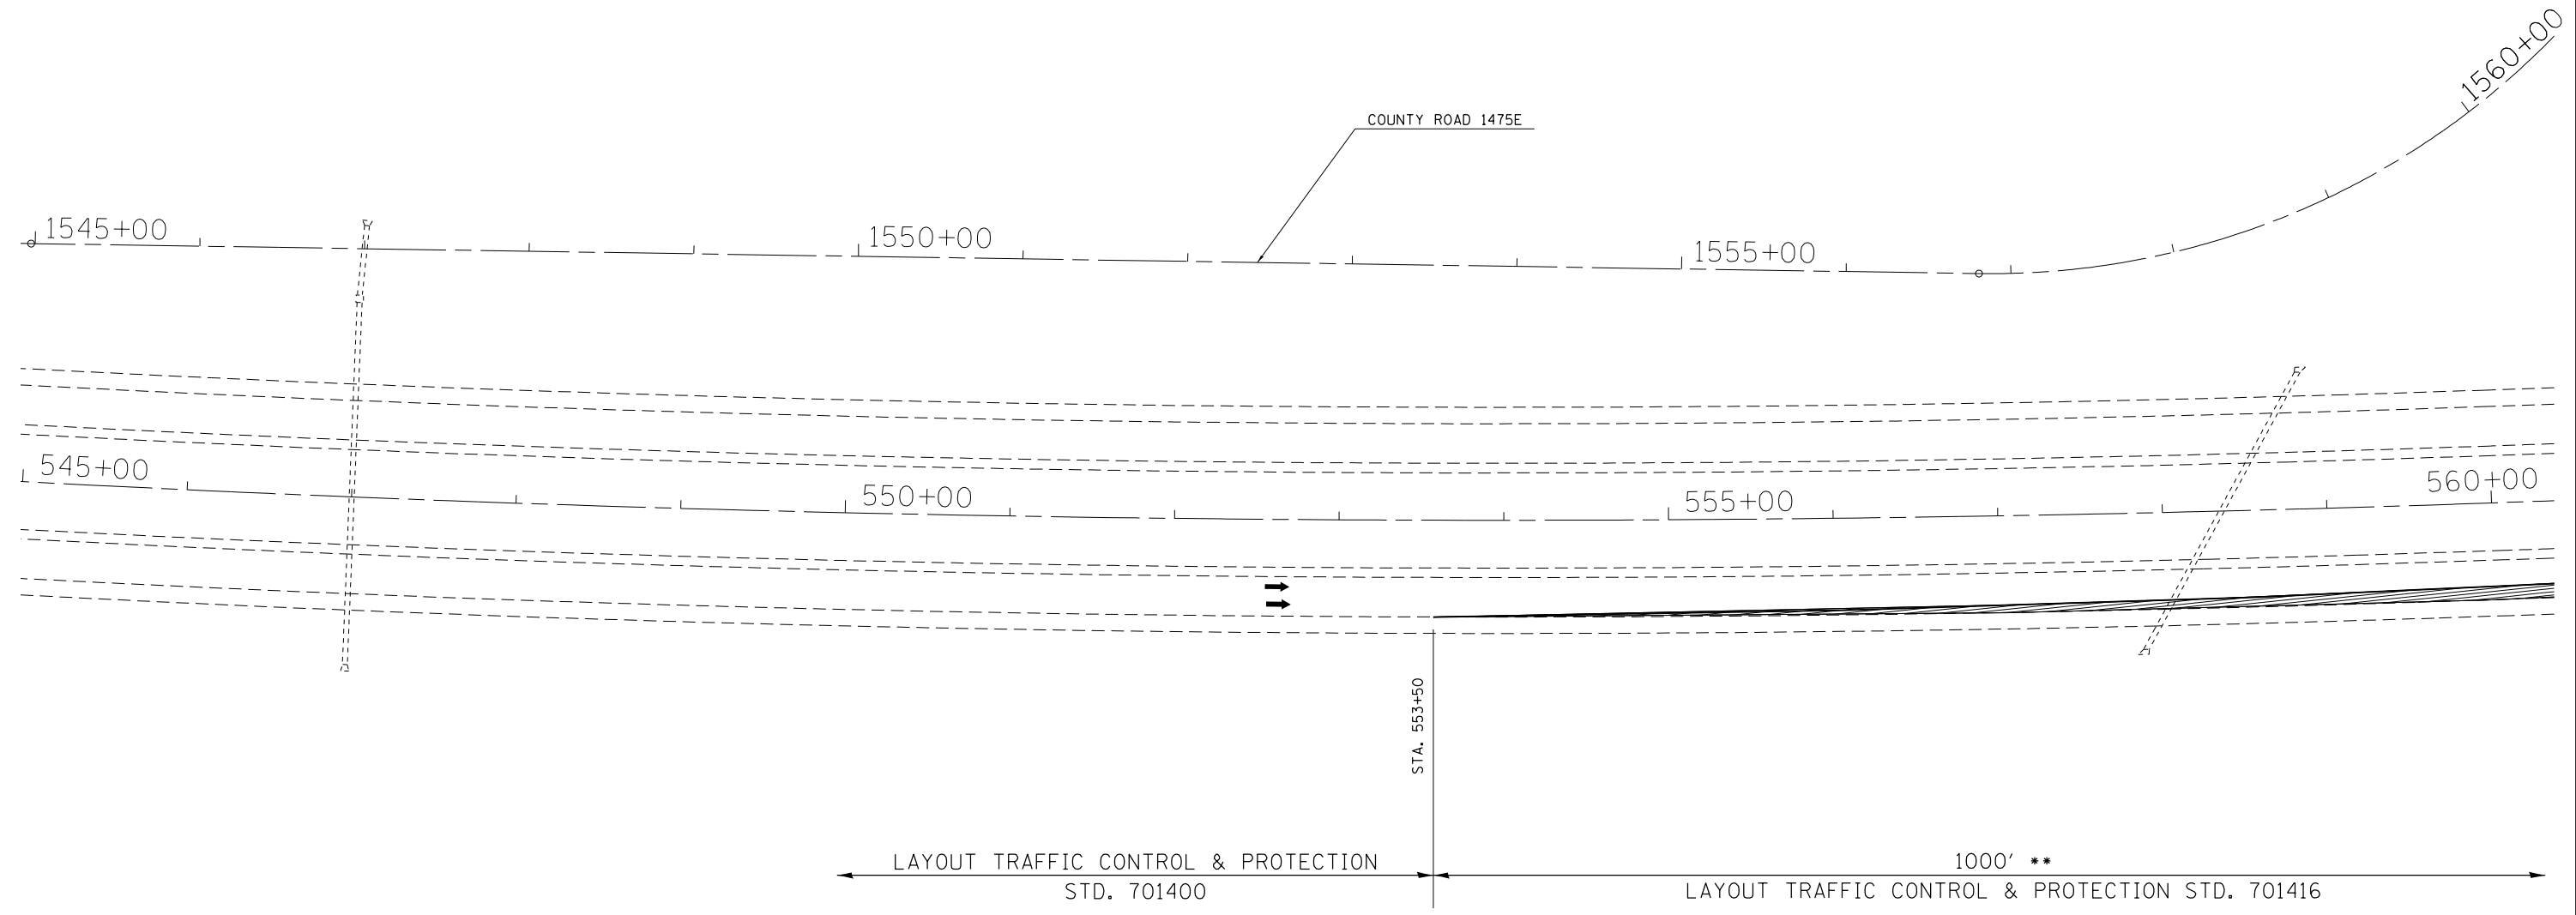 1560+00
COUNTY ROAD 1475E
1545+00
1550+00
1555+00
545+00
550+00
555+00
560+00
STA. 553+50
LAYOUT TRAFFIC CONTROL & PROTECTION
STD. 701400
1000' **
LAYOUT TRAFFIC CONTROL & PROTECTION STD. 701416